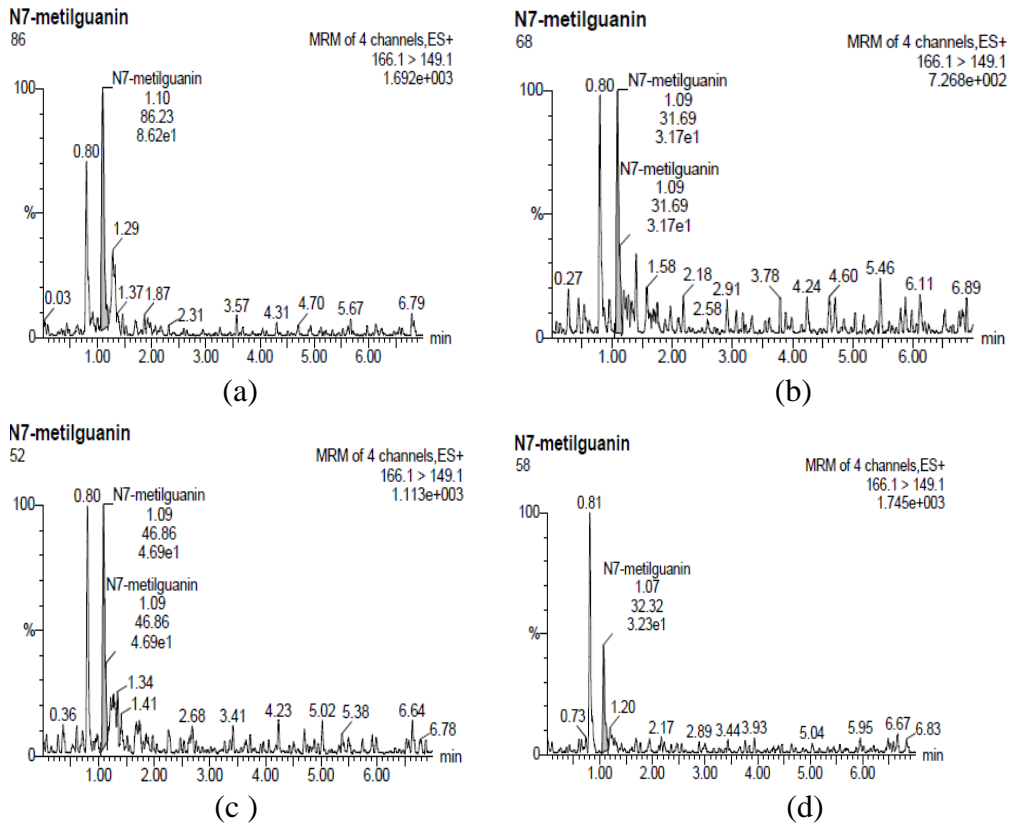 N7-metilguanin
86
MRM of 4 channels,ES+
166.1 > 149.1
1.692e+003
100
N7-metilguanin
1.10
86.23
8.62e1
0.80
%
1.29
0.03
1.37
1.87
2.31
3.57
4.31
4.70
5.67
6.79
0
min
1.00 2.00 3.00 4.00 5.00 6.00
(a)
N7-metilguanin
68
MRM of 4 channels,ES+
166.1 > 149.1
7.268e+002
100
0.80
N7-metilguanin
1.09
31.69
3.17e1
N7-metilguanin
1.09
31.69
3.17e1
%
0.27
1.58
2.18
2.58
2.91
3.78
4.24
4.60
5.46
6.11
6.89
0
min
1.00 2.00 3.00 4.00 5.00 6.00
(b)
N7-metilguanin
52
MRM of 4 channels,ES+
166.1 > 149.1
1.113e+003
100
0.80
N7-metilguanin
1.09
46.86
4.69e1
N7-metilguanin
1.09
46.86
4.69e1
%
0.36
1.34
1.41
2.68
3.41
4.23
5.02
5.38
6.64
6.78
0
min
1.00 2.00 3.00 4.00 5.00 6.00
(c )
N7-metilguanin
58
MRM of 4 channels,ES+
166.1 > 149.1
1.745e+003
100
0.81
N7-metilguanin
1.07
32.32
3.23e1
%
0.73
1.20
2.17
2.89
3.44
3.93
5.04
5.95
6.67
6.83
0
min
1.00 2.00 3.00 4.00 5.00 6.00
(d)